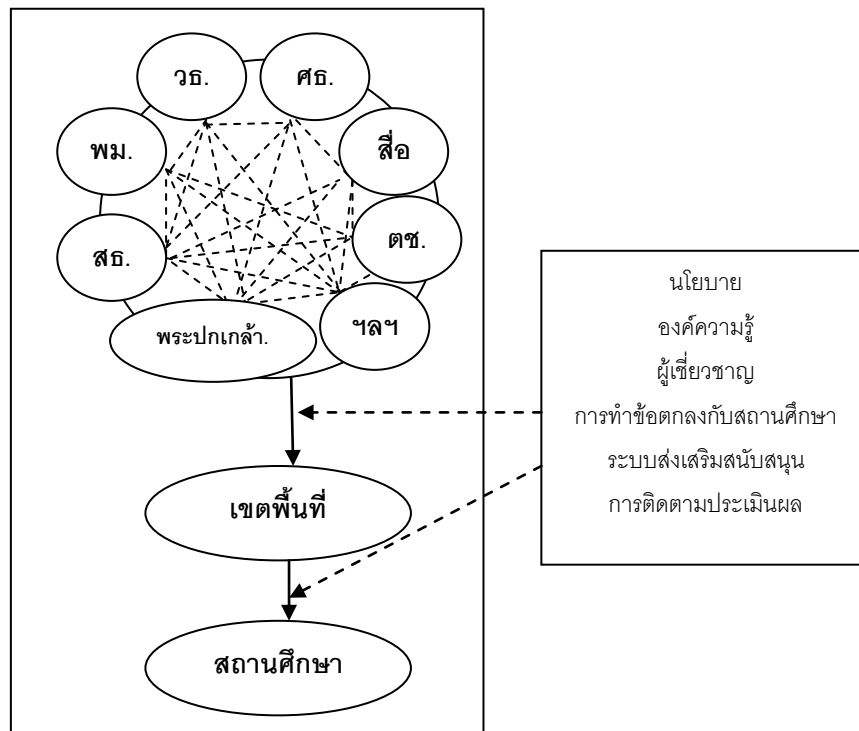 วธ.
ศธ.
พม.
สื่อ
สธ.
ตช.
พระปกเกล้า.
ฯลฯ
นโยบาย
องค์ความรู้
ผู้เชี่ยวชาญ
การทำข้อตกลงกับสถานศึกษา
ระบบส่งเสริมสนับสนุน
การติดตามประเมินผล
เขตพื้นที่
สถานศึกษา